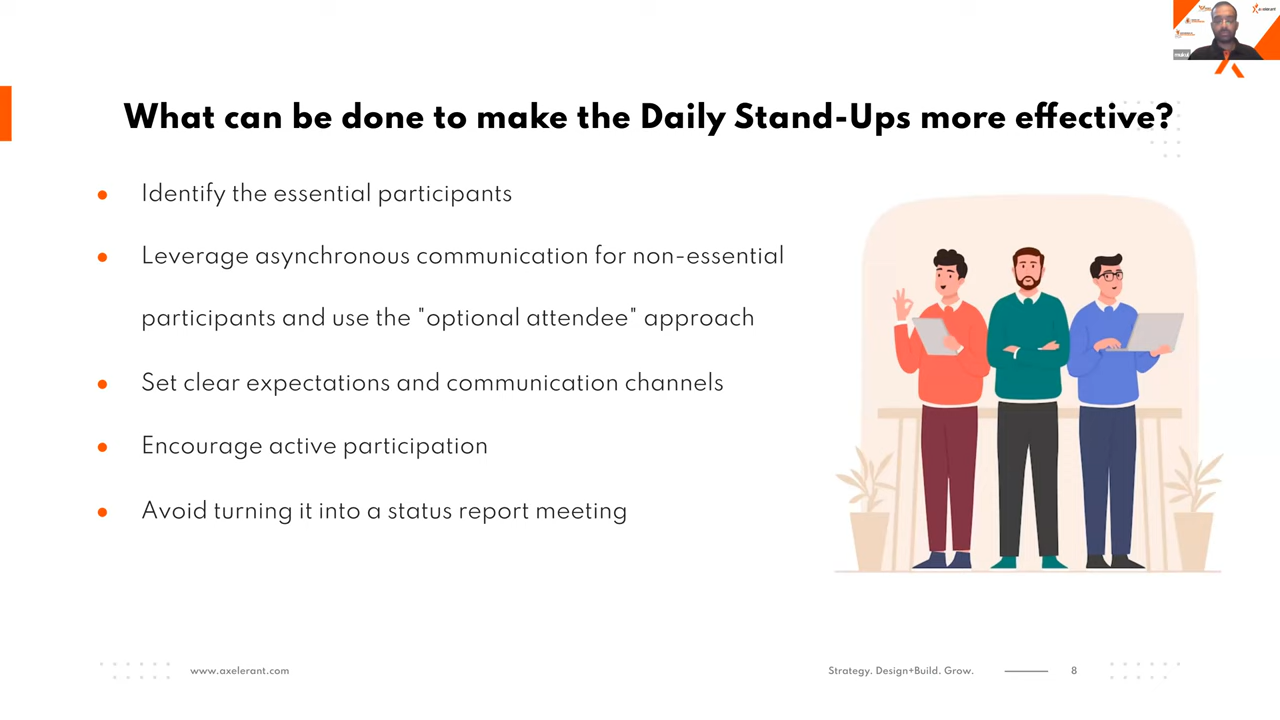 What can be done to make the Daily Stand-Ups more effective?
Identify the essential participants
Leverage asynchronous communication for non-essential
participants and use the "optional attendee" approach
Set clear expectations and communication channels
Encourage active participation
Avoid turning it into a status report meeting
www.axelerant.com
Strategy. Design+Build. Grow.
8